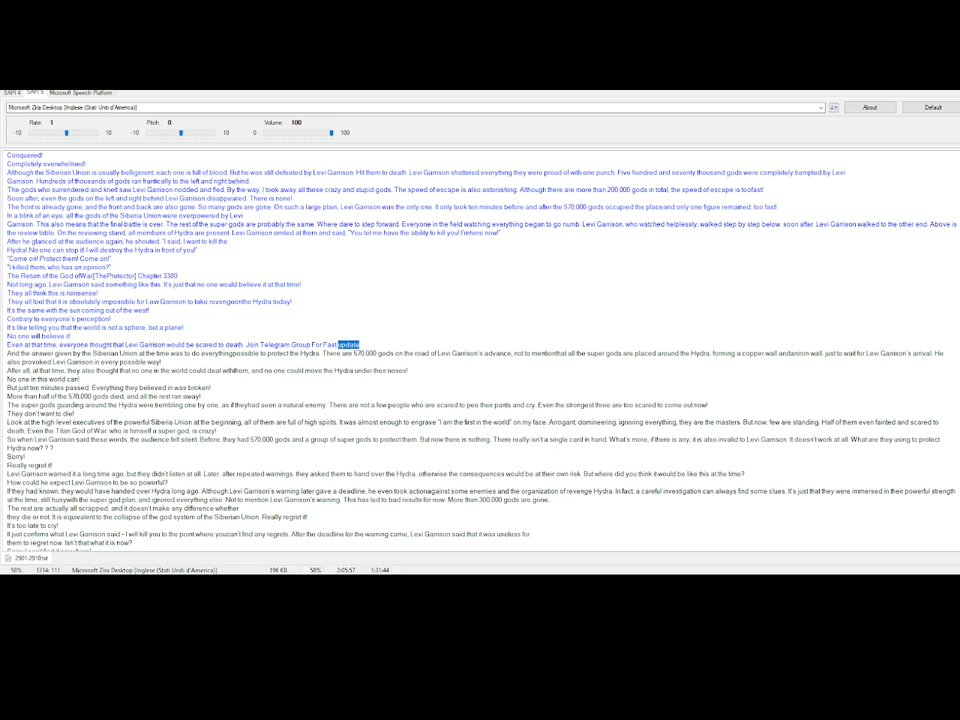 SAPI 4 SAPI 5 Microsoft Speech Platform
Microsoft Zira Desktop [Inglese (Stati Uniti d'America)]
About
Default
Rate: 1
Pitch: 0
Volume: 100
-10 10 -10 10 0 100
Conquered!
Completely overwhelmed!
Although the Siberian Union is usually belligerent, each one is full of blood. But he was still defeated by Levi Garrison. Hit them to death. Levi Garrison shattered everything they were proud of with one punch. Five hundred and seventy thousand gods were completely trampled by Levi
Garrison. Hundreds of thousands of gods ran frantically to the left and right behind.
The gods who surrendered and knelt saw Levi Garrison nodded and fled. By the way, I took away all those crazy and stupid gods. The speed of escape is also astonishing. Although there are more than 200,000 gods in total, the speed of escape is toofast!
Soon after, even the gods on the left and right behind Levi Garrison disappeared. There is none!
The front is already gone, and the front and back are also gone. So many gods are gone. On such a large plain, Levi Garrison was the only one. It only took ten minutes before and after the 570,000 gods occupied the placeand only one figure remained. too fast!
In a blink of an eye, all the gods of the Siberia Union were overpowered by Levi
Garrison. This also means that the final battle is over. The rest of the super gods are probably the same. Where dare to step forward. Everyone in the field watching everything began to go numb. Levi Garrison, who watched helplessly, walked step by step below. soon after. Levi Garrison walked to the other end. Above is
the review table. On the reviewing stand, all members of Hydra are present. Levi Garrison smiled at them and said, "You let me have the ability to kill you! I'mhere now!"
After he glanced at the audience again, he shouted: "I said, I want to kill the
Hydra! No one can stop it! I will destroy the Hydra in front of you!"
"Come on! Protect them! Come on!"
"I killed them, who has an opinion?"
The Return of the God ofWar[TheProtector] Chapter 3380
Not long ago, Levi Garrison said something like this. It's just that no one would believe it at that time!
They all think this is nonsense!
They all feel that it is absolutely impossible for Levi Garrison to take revengeonthe Hydra today!
It's the same with the sun coming out of the west!
Contrary to everyone's perception!
It's like telling you that the world is not a sphere, but a plane!
No one will believe it!
Even at that time, everyone thought that Levi Garrison would be scared to death. Join Telegram Group For Fast update
And the answer given by the Siberian Union at the time was to do everythingpossible to protect the Hydra. There are 570,000 gods on the road of Levi Garrison's advance, not to mentionthat all the super gods are placed around the Hydra, forming a copper wall andaniron wall, just to wait for Levi Garrison's arrival. He
also provoked Levi Garrison in every possible way!
After all, at that time, they also thought that no one in the world could deal withthem, and no one could move the Hydra under their noses!
No one in this world can!
But just ten minutes passed. Everything they believed in was broken!
More than half of the 570,000 gods died, and all the rest ran away!
The super gods guarding around the Hydra were trembling one by one, as if theyhad seen a natural enemy. There are not a few people who are scared to pee their pants and cry. Even the strongest three are too scared to come out now!
They don't want to die!
Look at the high-level executives of the powerful Siberia Union at the beginning, all of them are full of high spirits. It was almost enough to engrave "I am the first in the world" on my face. Arrogant, domineering, ignoring everything, they are the masters. But now, few are standing. Half of them even fainted and scared to
death. Even the Titan God of War, who is himself a super god, is crazy!
So when Levi Garrison said these words, the audience fell silent. Before, they had 570,000 gods and a group of super gods to protect them. But now there is nothing. There really isn't a single card in hand. What's more, if there is any, it is also invalid to Levi Garrison. It doesn't work at all. What are they using to protect
Hydra now? ? ?
Sorry!
Really regret it!
Levi Garrison warned it a long time ago, but they didn't listen at all. Later, after repeated warnings, they asked them to hand over the Hydra, otherwise the consequences would be at their own risk. But where did you think it would be like this at the time?
How could he expect Levi Garrison to be so powerful?
If they had known, they would have handed over Hydra long ago. Although Levi Garrison's warning later gave a deadline, he even took actionagainst some enemies and the organization of revenge Hydra. In fact, a careful investigation can always find some clues. It's just that they were immersed in their powerful strength
at the time, still busywith the super god plan, and ignored everything else. Not to mention Levi Garrison's warning. This has led to bad results for now. More than 300,000 gods are gone.
The rest are actually all scrapped, and it doesn't make any difference whether
they die or not. It is equivalent to the collapse of the god system of the Siberian Union. Really regret it!
It's too late to cry!
It just confirms what Levi Garrison said – I will kill you to the point where youcan't find any regrets. After the deadline for the warning came, Levi Garrison said that it was useless for
them to regret now. Isn't that what it is now?
2901-2910.txt
58% 1314: 111 Microsoft Zira Desktop [Inglese (Stati Uniti d'America)] 196 KB 58% 2:05:57 1:31:44